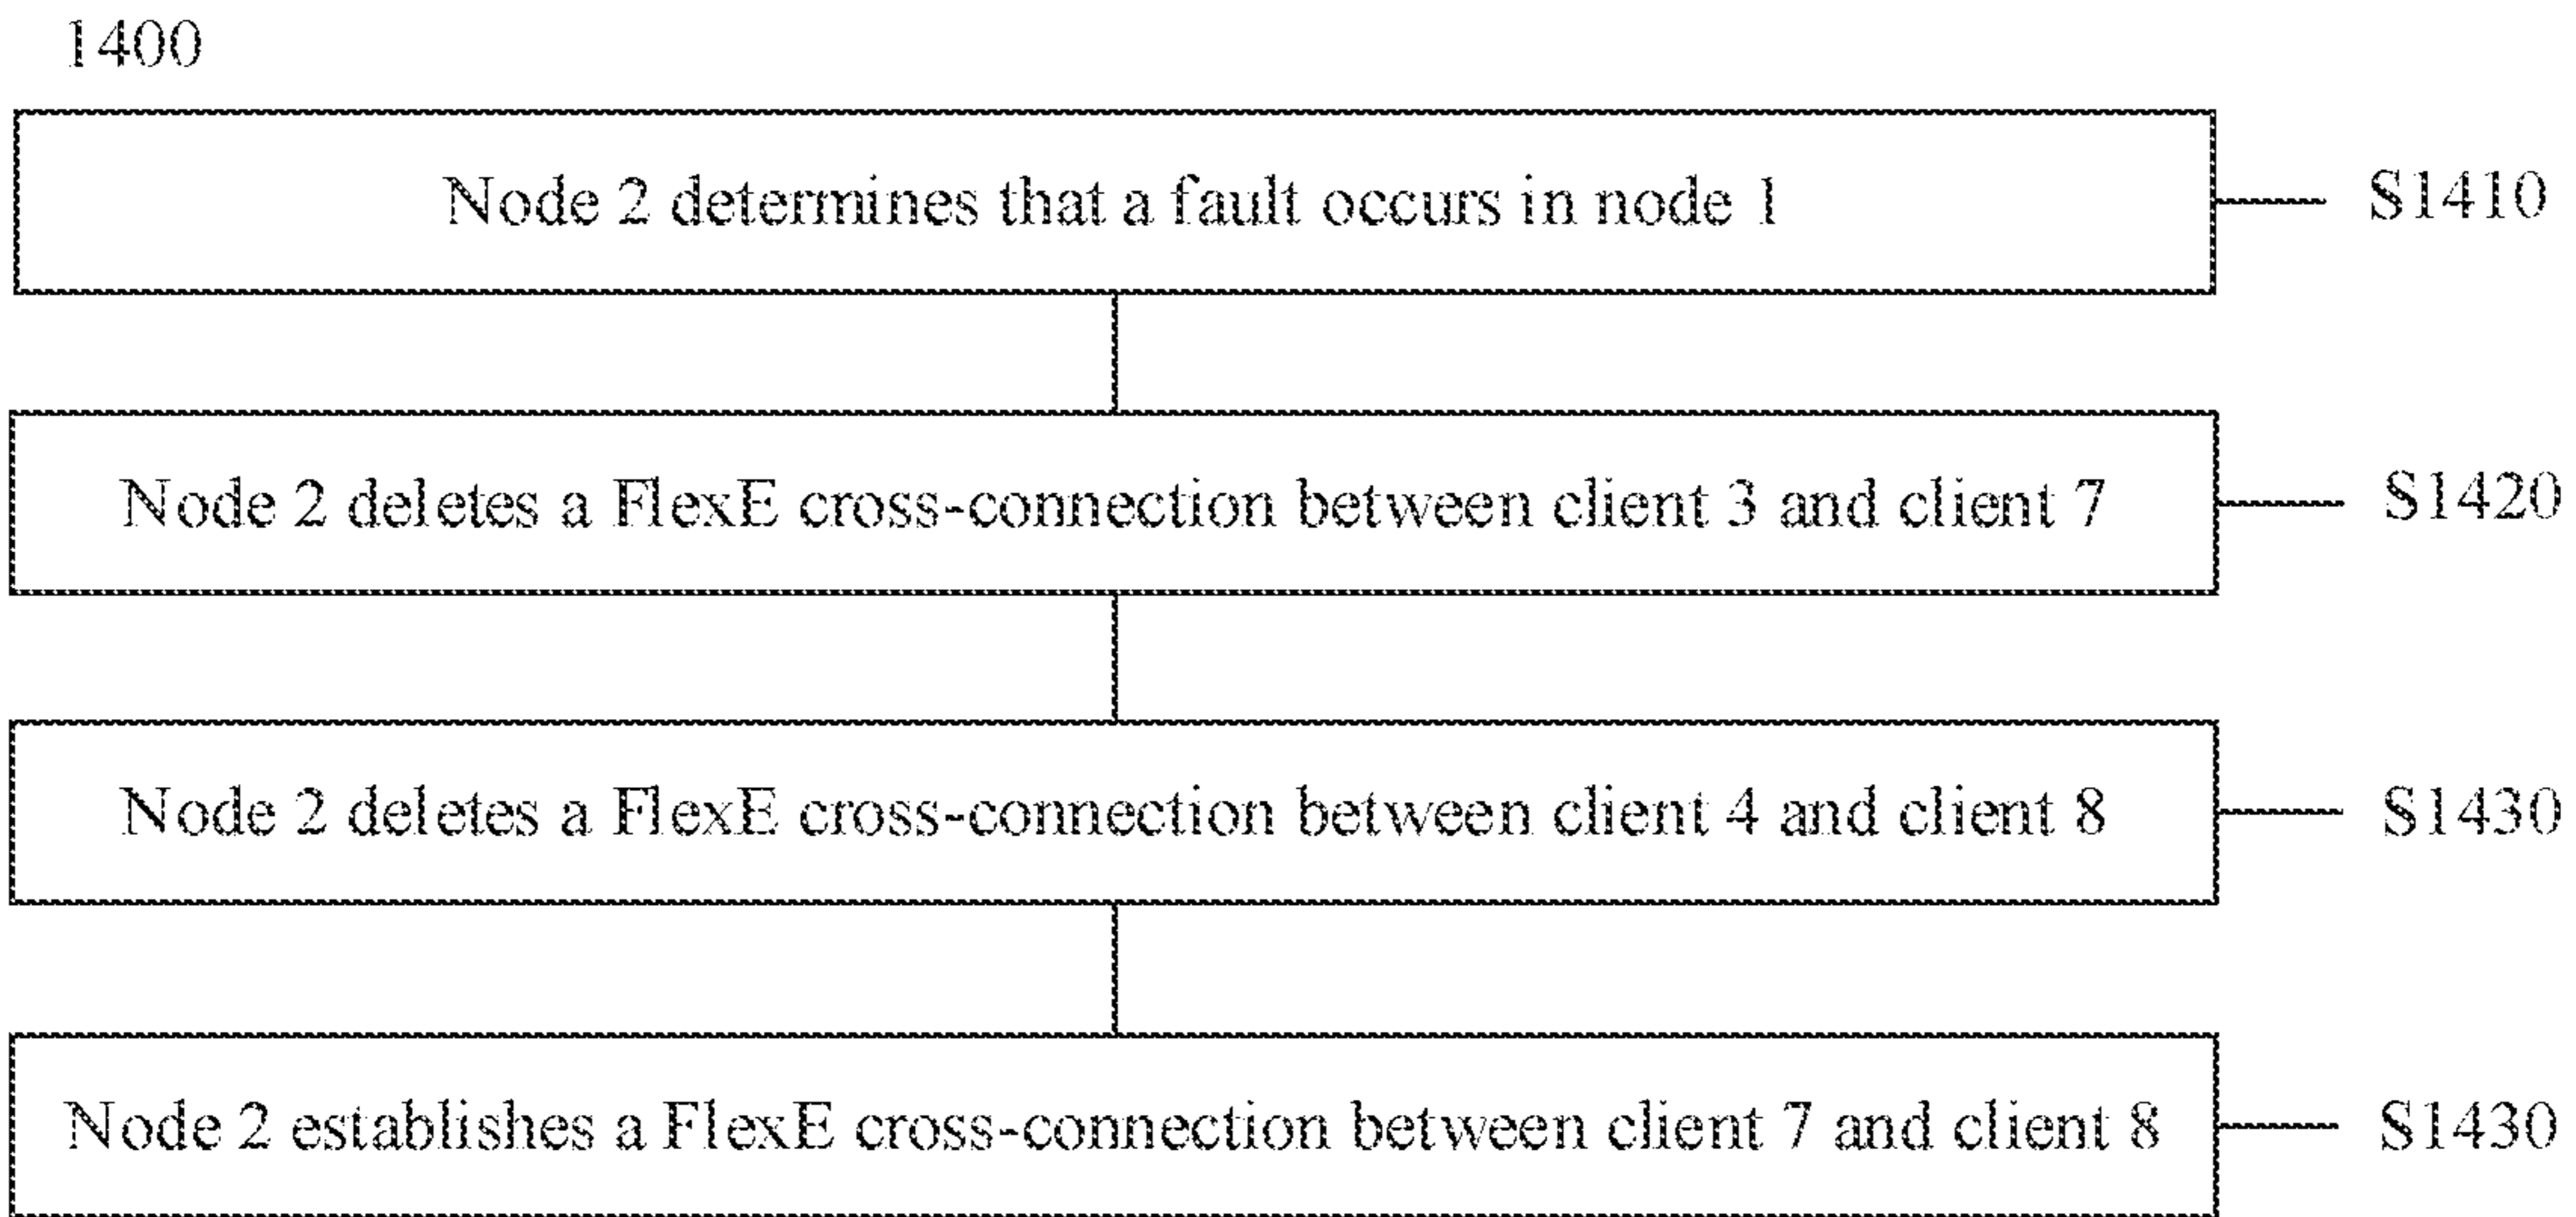 1400
Node 2 determines that a fault occurs in node 1
S1410
Node 2 deletes a FlexE cross-connection between client 3 and client 7
S1420
Node 2 deletes a FlexE cross-connection between client 4 and client 8
S1430
Node 2 establishes a FlexE cross-connection between client 7 and client 8
S1430